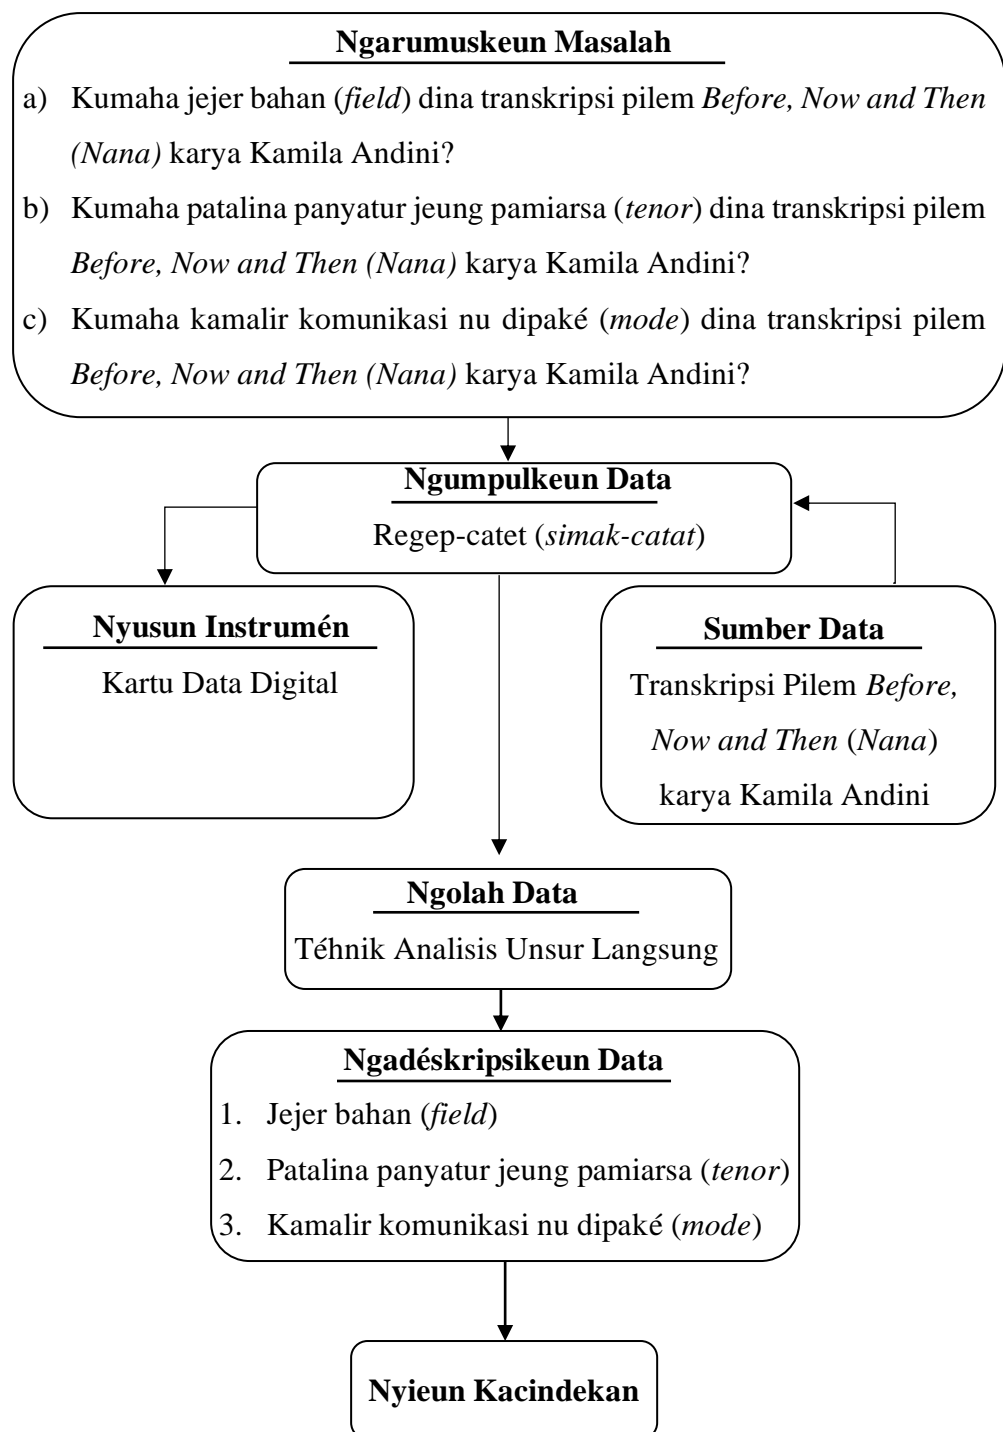 Ngarumuskeun Masalah
a) Kumaha jejer bahan (field) dina transkripsi pilem Before, Now and Then
(Nana) karya Kamila Andini?
b) Kumaha patalina panyatur jeung pamiarsa (tenor) dina transkripsi pilem
Before, Now and Then (Nana) karya Kamila Andini?
c) Kumaha kamalir komunikasi nu dipaké (mode) dina transkripsi pilem
Before, Now and Then (Nana) karya Kamila Andini?
Ngumpulkeun Data
Regep-catet (simak-catat)
Nyusun Instrumén
Kartu Data Digital
Sumber Data
Transkripsi Pilem Before,
Now and Then (Nana)
karya Kamila Andini
Ngolah Data
Téhnik Analisis Unsur Langsung
Ngadéskripsikeun Data
1. Jejer bahan (field)
2. Patalina panyatur jeung pamiarsa (tenor)
3. Kamalir komunikasi nu dipaké (mode)
Nyieun Kacindekan